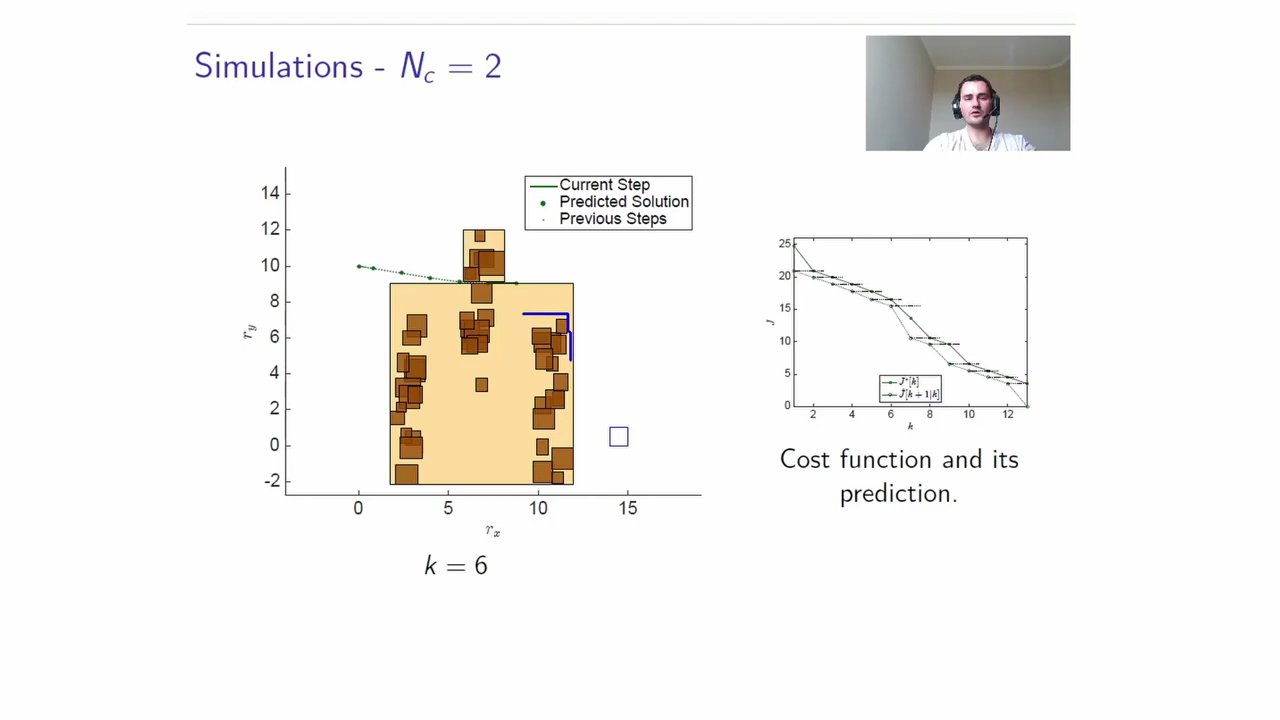 Simulations - N_c = 2
14
12
10
8
6
4
2
0
-2
r_y
Current Step
Predicted Solution
Previous Steps
0 5 10 15
r_x
k = 6
25
20
15
10
5
0
J
J*[k]
2 4 6 8 10 12
k
Cost function and its
prediction.